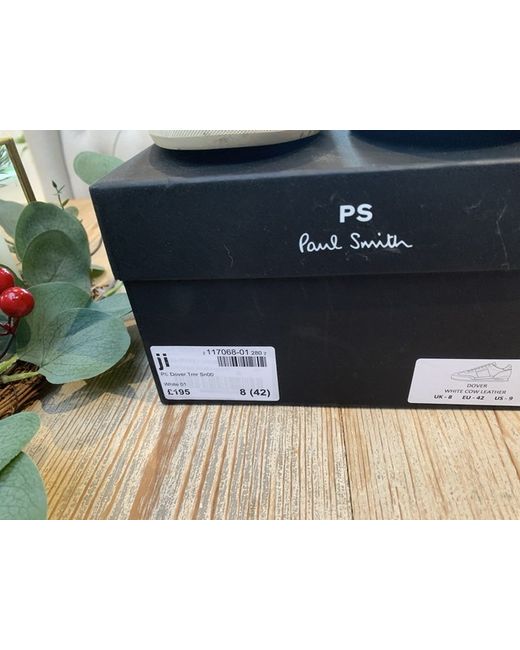 PS
Paul Smith
ji
117068-01 280
PS Dover Tmr Sn00
White 01
£195
8 (42)
DOVER
WHITE COW LEATHER
UK - 8 EU - 42 US - 9